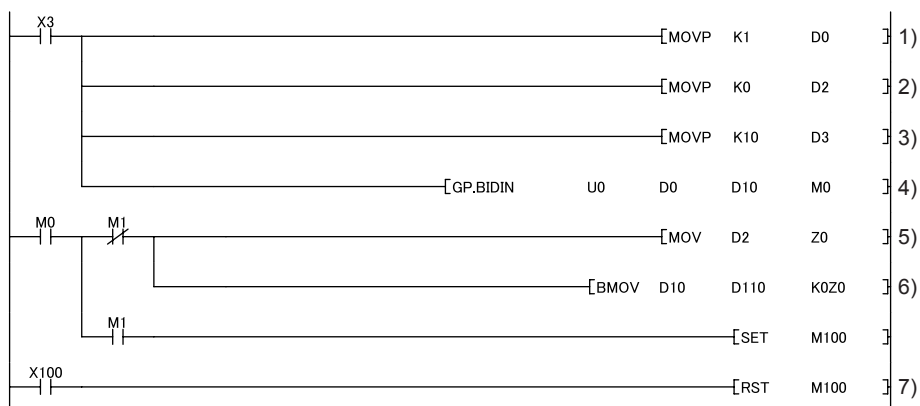 X3
[MOVP K1 D0 ] 1)
[MOVP K0 D2 ] 2)
[MOVP K10 D3 ] 3)
[GP.BIDIN U0 D0 D10 M0 ] 4)
M0 M1
[MOV D2 Z0 ] 5)
[BMOV D10 D110 K0Z0 ] 6)
M1
[SET M100 ]
X100
[RST M100 ] 7)